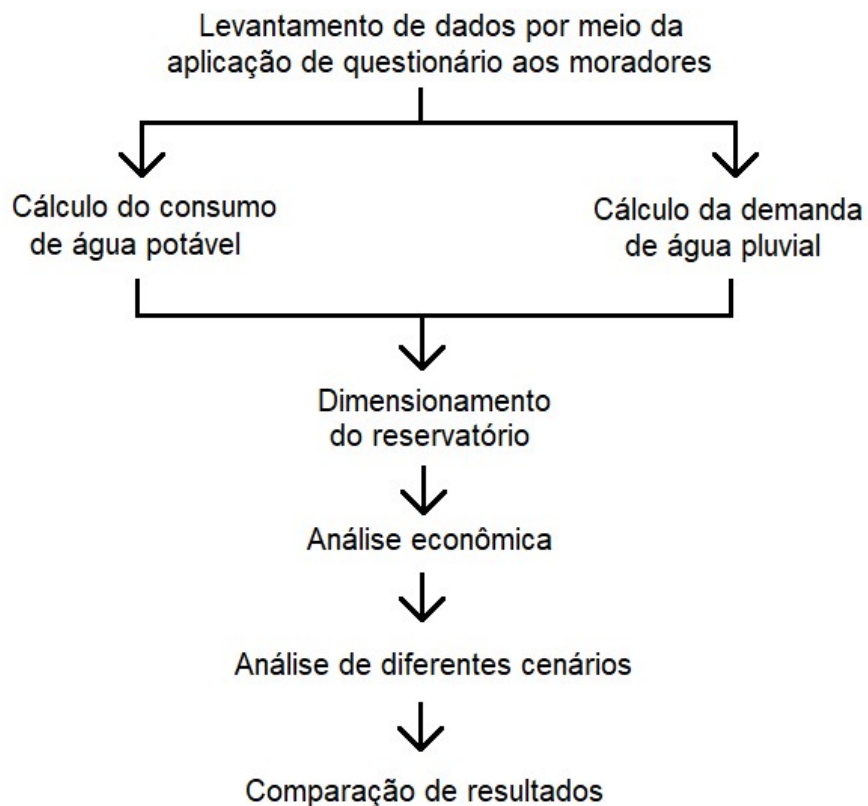 Levantamento de dados por meio da
aplicação de questionário aos moradores
Cálculo do consumo
de água potável
Cálculo da demanda
de água pluvial
Dimensionamento
do reservatório
Análise econômica
Análise de diferentes cenários
Comparação de resultados